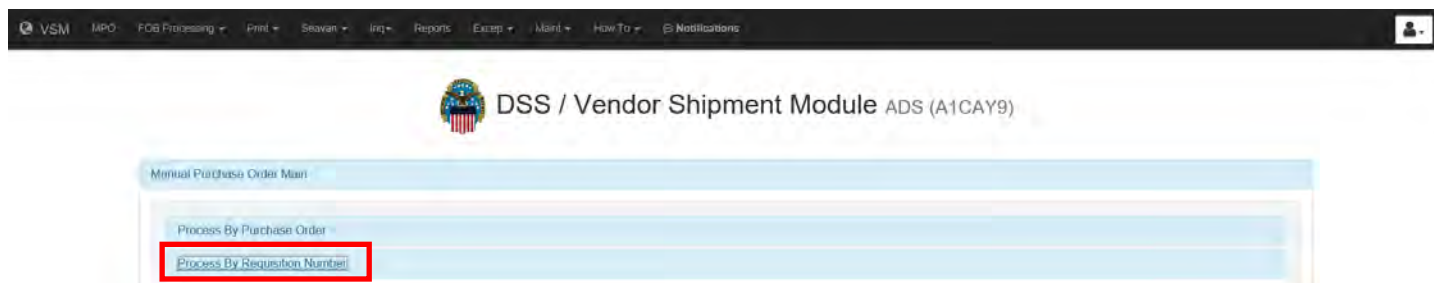 VSM MPO FOB Processing Print Seavan Inq Reports Excep Maint How To Notifications
DSS / Vendor Shipment Module ADS (A1CAY9)
Manual Purchase Order Main
Process By Purchase Order
Process By Requisition Number